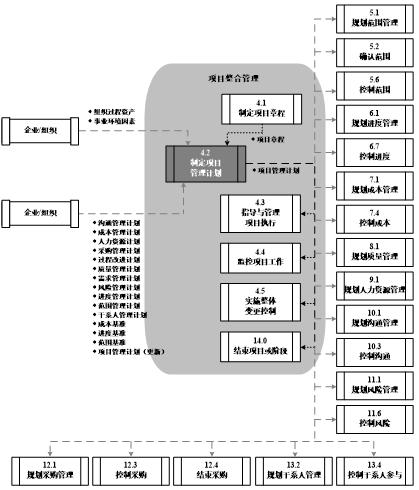 项目整合管理
4.1
制定项目章程
企业/组织
◆ 组织过程资产
◆ 事业环境因素
◆ 项目章程
4.2
制定项目
管理计划
◆ 项目管理计划
企业/组织
◆ 沟通管理计划
◆ 成本管理计划
◆ 人力资源计划
◆ 采购管理计划
◆ 过程改进计划
◆ 质量管理计划
◆ 需求管理计划
◆ 风险管理计划
◆ 进度管理计划
◆ 范围管理计划
◆ 干系人管理计划
◆ 成本基准
◆ 进度基准
◆ 范围基准
◆ 项目管理计划（更新）
4.3
指导与管理
项目执行
4.4
监控项目工作
4.5
实施整体
变更控制
14.0
结束项目或阶段
5.1
规划范围管理
5.2
确认范围
5.6
控制范围
6.1
规划进度管理
6.7
控制进度
7.1
规划成本管理
7.4
控制成本
8.1
规划质量管理
9.1
规划人力资源管理
10.1
规划沟通管理
10.3
控制沟通
11.1
规划风险管理
11.6
控制风险
12.1
规划采购管理
12.3
控制采购
12.4
结束采购
13.2
规划干系人管理
13.4
控制干系人参与